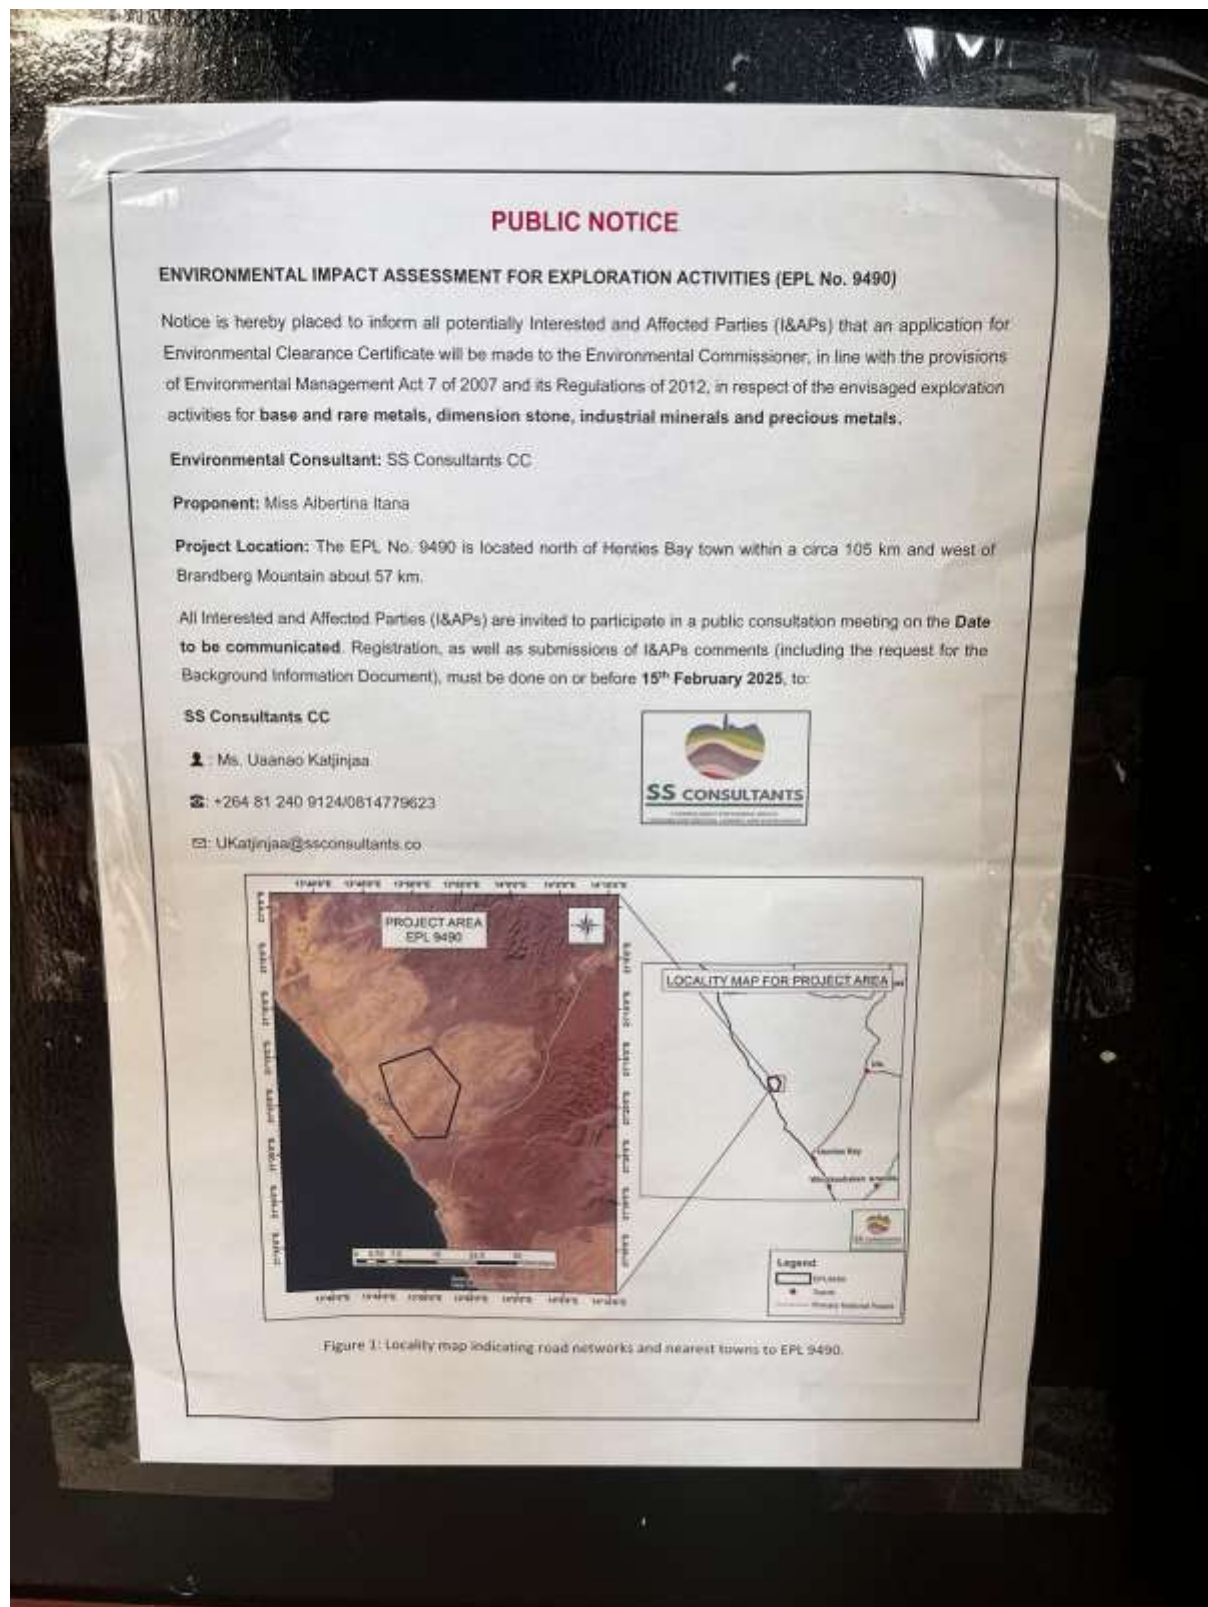 PUBLIC NOTICE
ENVIRONMENTAL IMPACT ASSESSMENT FOR EXPLORATION ACTIVITIES (EPL No. 9490)
Notice is hereby placed to inform all potentially Interested and Affected Parties (I&APs) that an application for
Environmental Clearance Certificate will be made to the Environmental Commissioner, in line with the provisions
of Environmental Management Act 7 of 2007 and its Regulations of 2012, in respect of the envisaged exploration
activities for base and rare metals, dimension stone, industrial minerals and precious metals.
Environmental Consultant: SS Consultants CC
Proponent: Miss Albertina Itana
Project Location: The EPL No. 9490 is located north of Henties Bay town within a circa 105 km and west of
Brandberg Mountain about 57 km.
All Interested and Affected Parties (I&APs) are invited to participate in a public consultation meeting on the Date
to be communicated. Registration, as well as submissions of I&APs comments (including the request for the
Background Information Document), must be done on or before 15th February 2025, to:
SS Consultants CC
: Ms. Uaanao Katjinjaa
: +264 81 240 9124/0814779623
: UKatjinjaa@ssconsultants.co
SS CONSULTANTS
PROJECT AREA
EPL 9490
LOCALITY MAP FOR PROJECT AREA
Uis
Henties Bay
Legend
EPL9490
Towns
Figure 1: Locality map indicating road networks and nearest towns to EPL 9490.